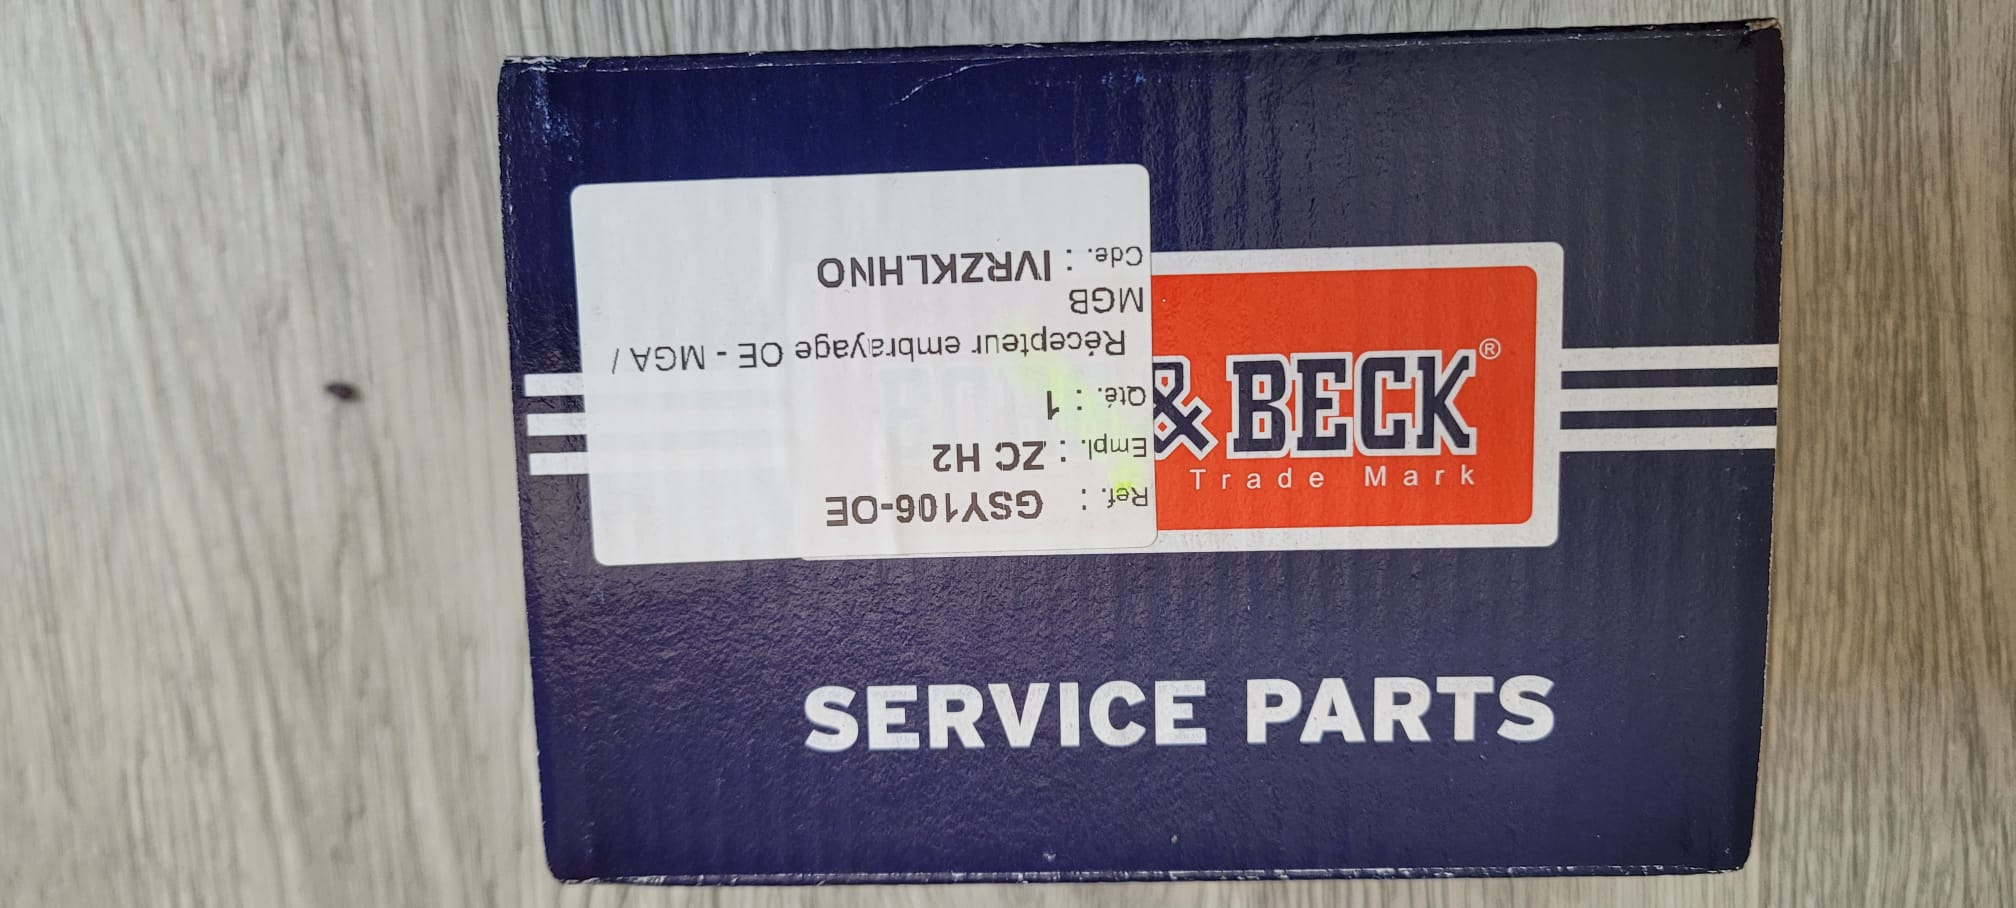 Ref. : GSY106-OE
Empl. : ZC H2
Qté. : 1
Récepteur embrayage OE - MGA /
MGB
Cde. : IVRZKLHNO
& BECK®
Trade Mark
SERVICE PARTS